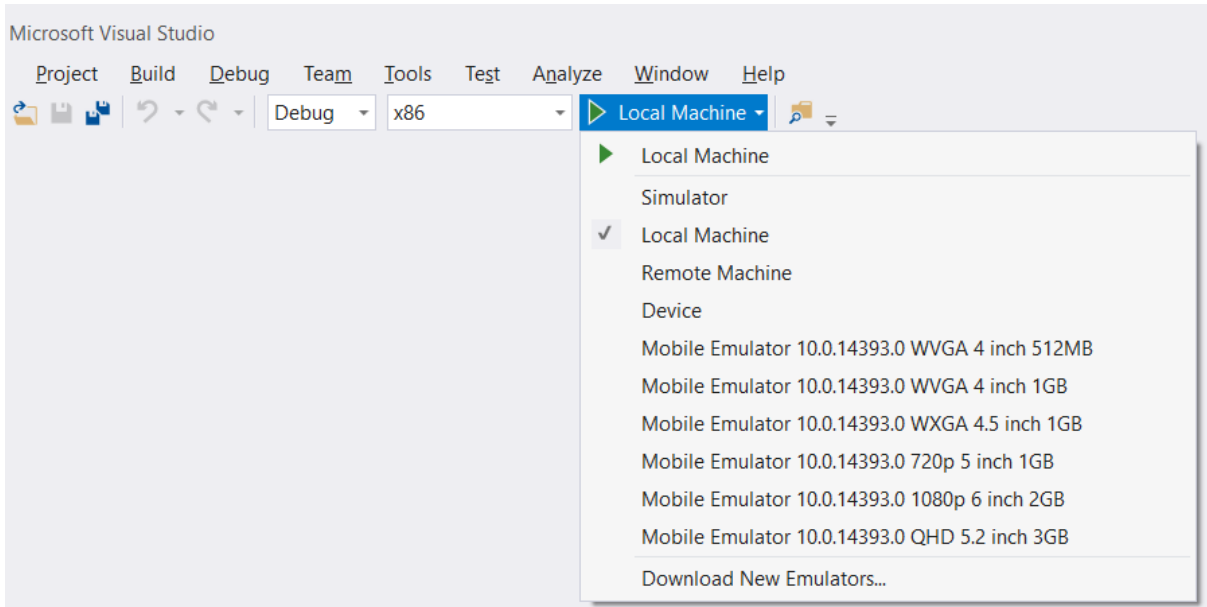 Microsoft Visual Studio
Project Build Debug Team Tools Test Analyze Window Help
Debug x86 Local Machine
Local Machine
Simulator
Local Machine
Remote Machine
Device
Mobile Emulator 10.0.14393.0 WVGA 4 inch 512MB
Mobile Emulator 10.0.14393.0 WVGA 4 inch 1GB
Mobile Emulator 10.0.14393.0 WXGA 4.5 inch 1GB
Mobile Emulator 10.0.14393.0 720p 5 inch 1GB
Mobile Emulator 10.0.14393.0 1080p 6 inch 2GB
Mobile Emulator 10.0.14393.0 QHD 5.2 inch 3GB
Download New Emulators...